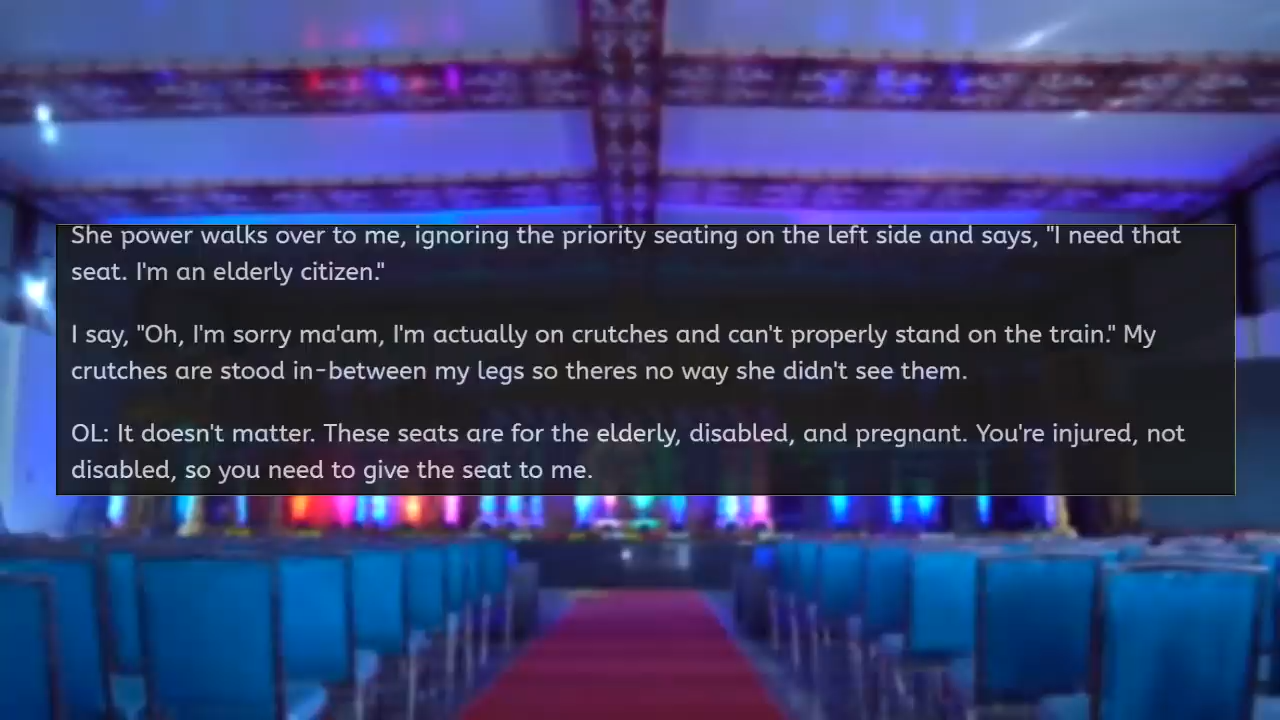 She power walks over to me, ignoring the priority seating on the left side and says, "I need that
seat. I'm an elderly citizen."
I say, "Oh, I'm sorry ma'am, I'm actually on crutches and can't properly stand on the train." My
crutches are stood in-between my legs so theres no way she didn't see them.
OL: It doesn't matter. These seats are for the elderly, disabled, and pregnant. You're injured, not
disabled, so you need to give the seat to me.